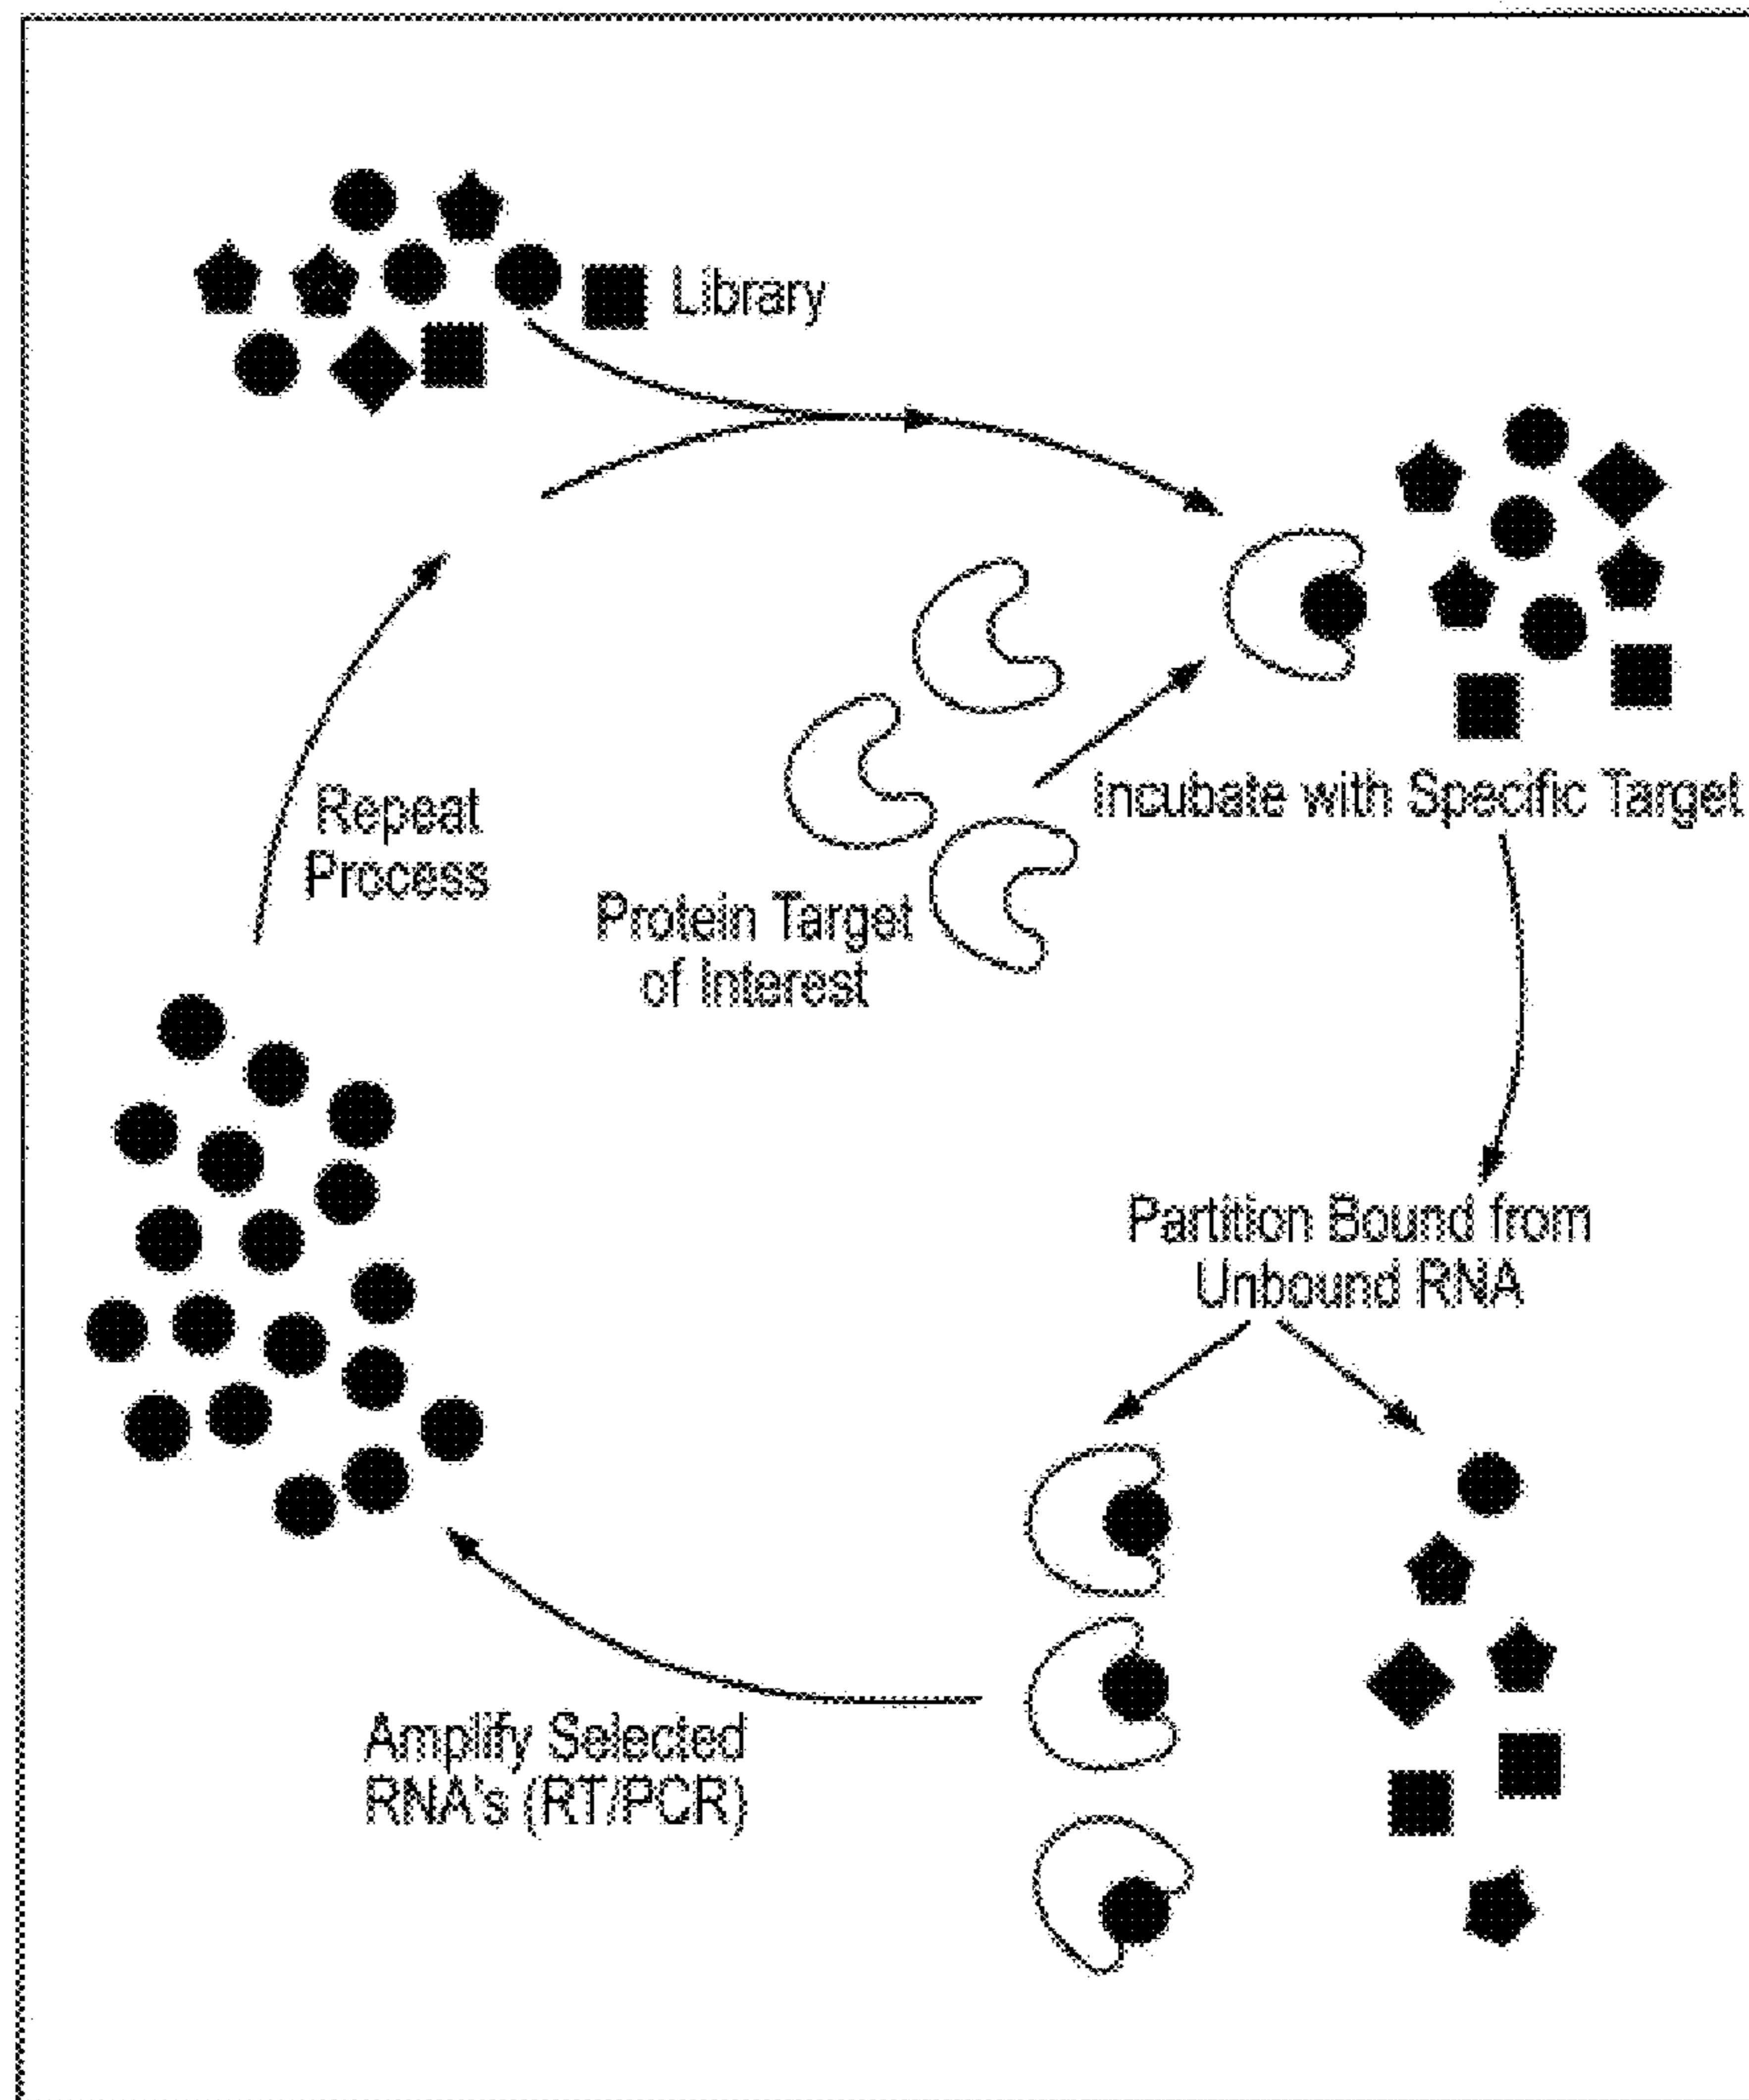 Library
Incubate with Specific Target
Repeat
Process
Protein Target
of Interest
Partition Bound from
Unbound RNA
Amplify Selected
RNA's (RT/PCR)